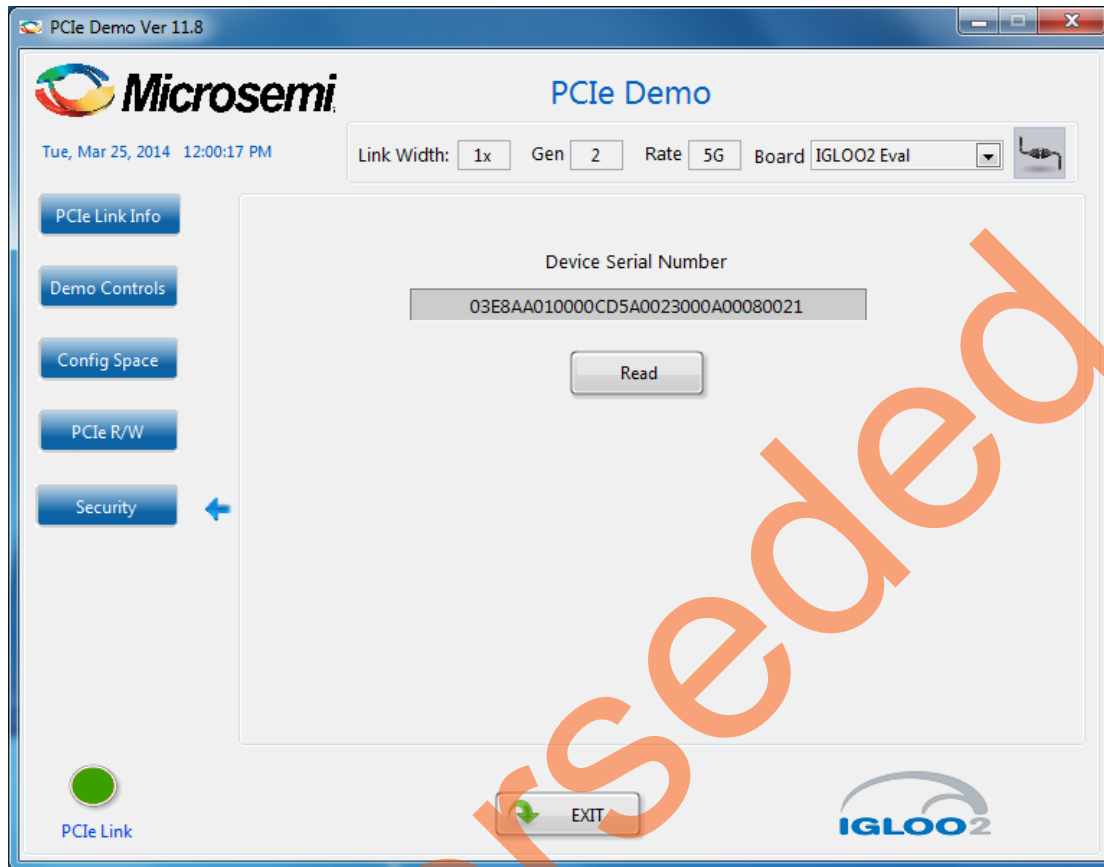 PCIe Demo Ver 11.8
Microsemi
PCIe Demo
Tue, Mar 25, 2014 12:00:17 PM
Link Width: 1x Gen 2 Rate 5G Board IGLOO2 Eval
PCIe Link Info
Demo Controls
Config Space
PCIe R/W
Security
Device Serial Number
03E8AA010000CD5A0023000A00080021
Read
PCIe Link
EXIT
IGLOO2
rseded